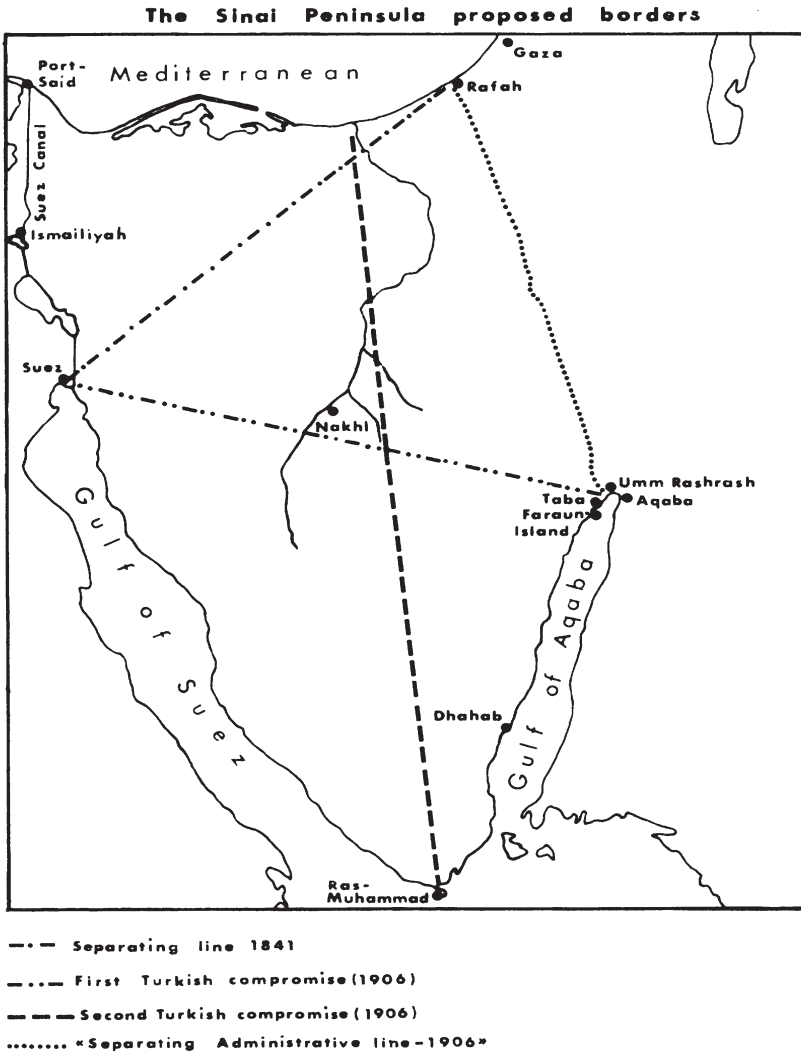 The Sinai Peninsula proposed borders
Gaza
Port-
Said
Mediterranean
Rafah
Suez Canal
Ismailiyah
Suez
Nakhl
Umm Rashrash
Taba
Aqaba
Faraun
Island
Gulf of Suez
Gulf of Aqaba
Dhahab
Ras-
Muhammad
Separating line 1841
First Turkish compromise (1906)
Second Turkish compromise (1906)
«Separating Administrative line-1906»